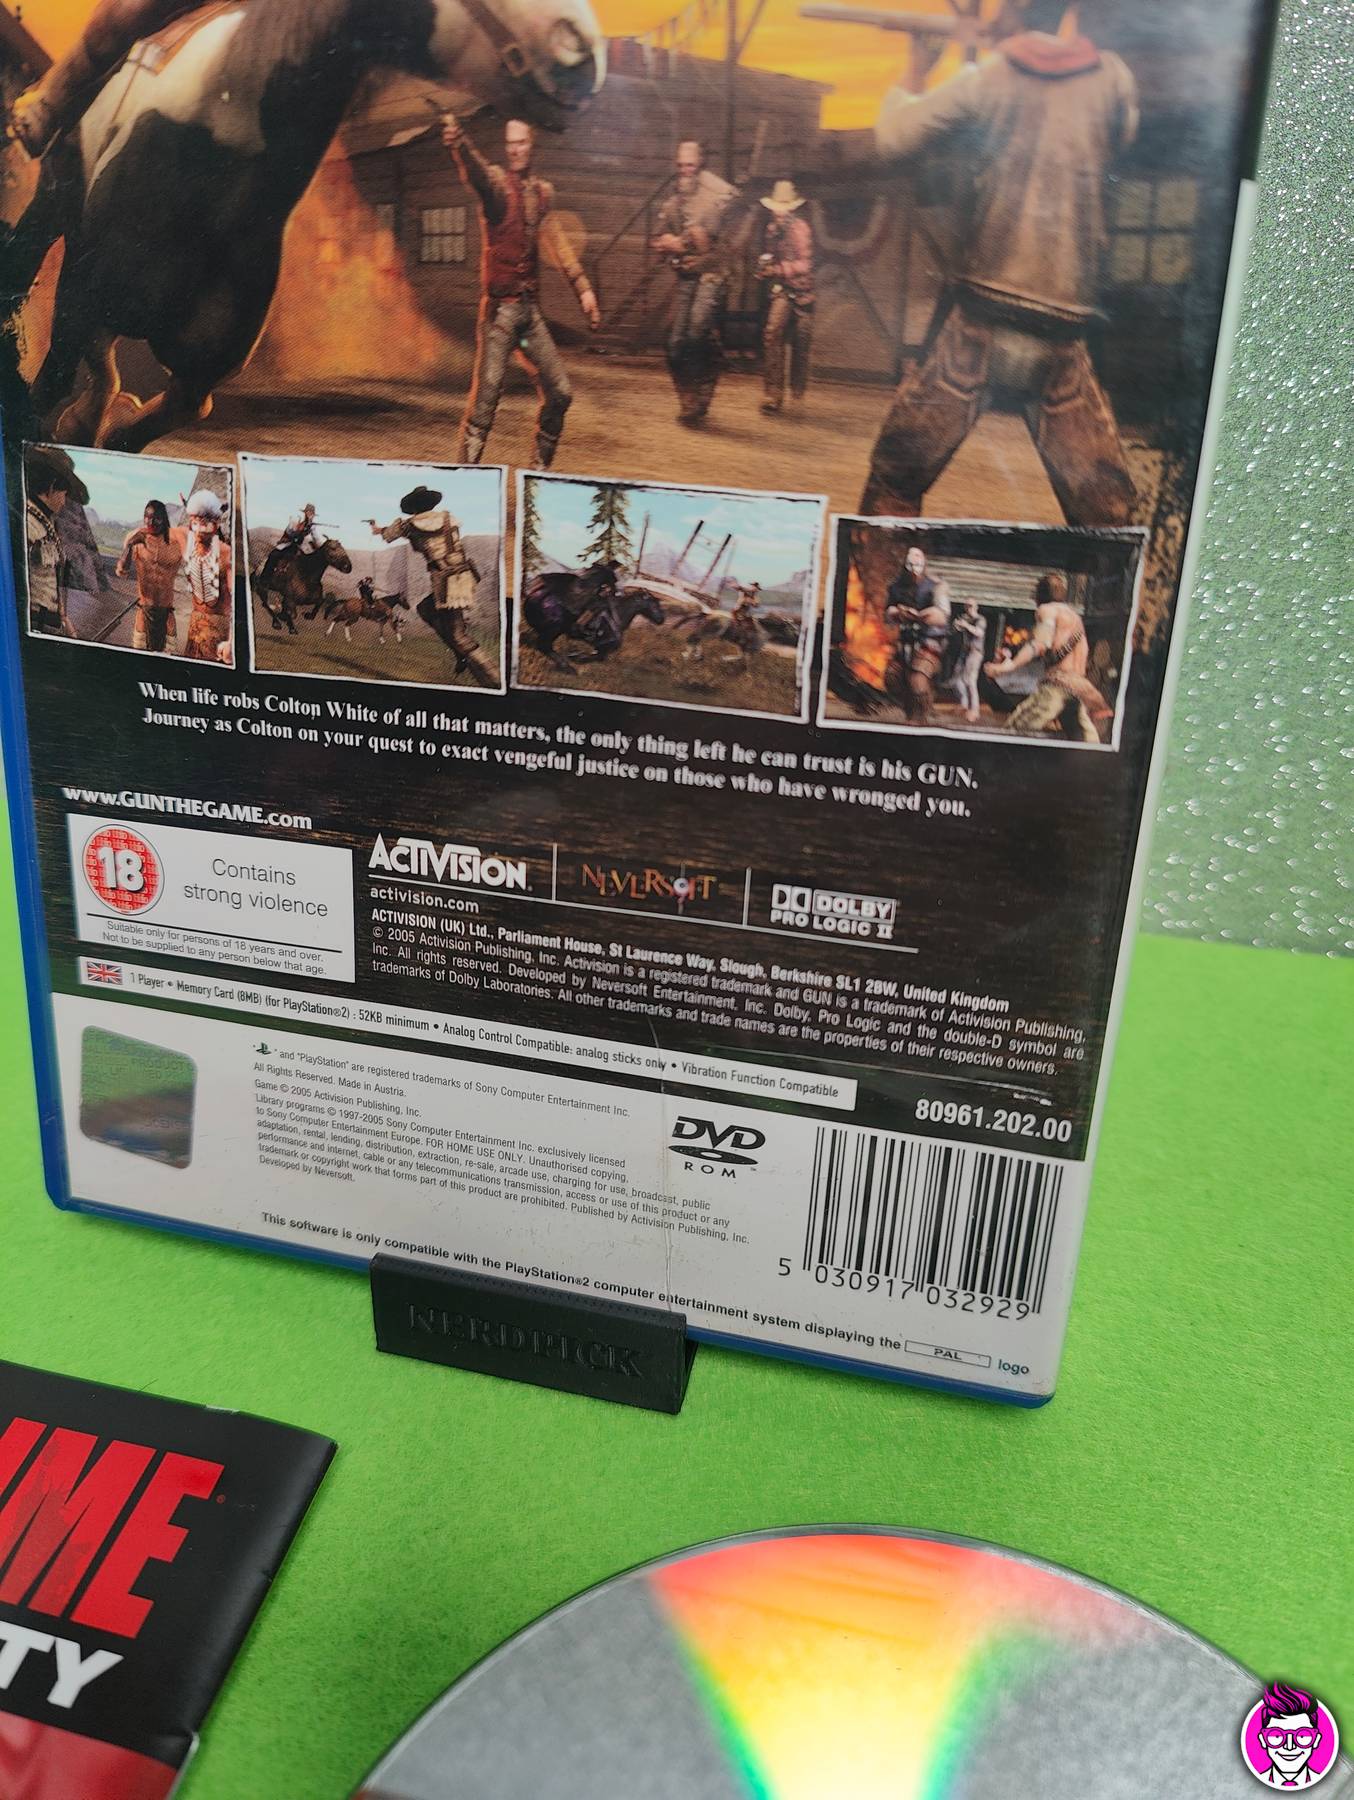 When life robs Colton White of all that matters, the only thing left he can trust is his GUN.
Journey as Colton on your quest to exact vengeful justice on those who have wronged you.
www.GUNTHEGAME.com
18
Contains
strong violence
Suitable only for persons of 18 years and over.
Not to be supplied to any person below that age.
ACTIVISION
activision.com
NEVERSOFT
DOLBY
PRO LOGIC II
ACTIVISION (UK) Ltd., Parliament House, St Laurence Way, Slough, Berkshire SL1 2BW, United Kingdom
© 2005 Activision Publishing, Inc. Activision is a registered trademark and GUN is a trademark of Activision Publishing,
Inc. All rights reserved. Developed by Neversoft Entertainment, Inc. Dolby, Pro Logic and the double-D symbol are
trademarks of Dolby Laboratories. All other trademarks and trade names are the properties of their respective owners.
1 Player • Memory Card (8MB) (for PlayStation®2) : 52KB minimum • Analog Control Compatible: analog sticks only • Vibration Function Compatible
80961.202.00
" and "PlayStation" are registered trademarks of Sony Computer Entertainment Inc.
All Rights Reserved. Made in Austria.
Game © 2005 Activision Publishing, Inc.
Library programs © 1997-2005 Sony Computer Entertainment Inc. exclusively licensed
to Sony Computer Entertainment Europe. FOR HOME USE ONLY. Unauthorised copying,
adaptation, rental, lending, distribution, extraction, re-sale, arcade use, charging for use, broadcast, public
performance and internet, cable or any telecommunications transmission, access or use of this product or any
trademark or copyright work that forms part of this product are prohibited. Published by Activision Publishing, Inc.
Developed by Neversoft.
DVD
ROM
5 030917 032929
This software is only compatible with the PlayStation®2 computer entertainment system displaying the PAL logo
NERDPICK
IME
TY